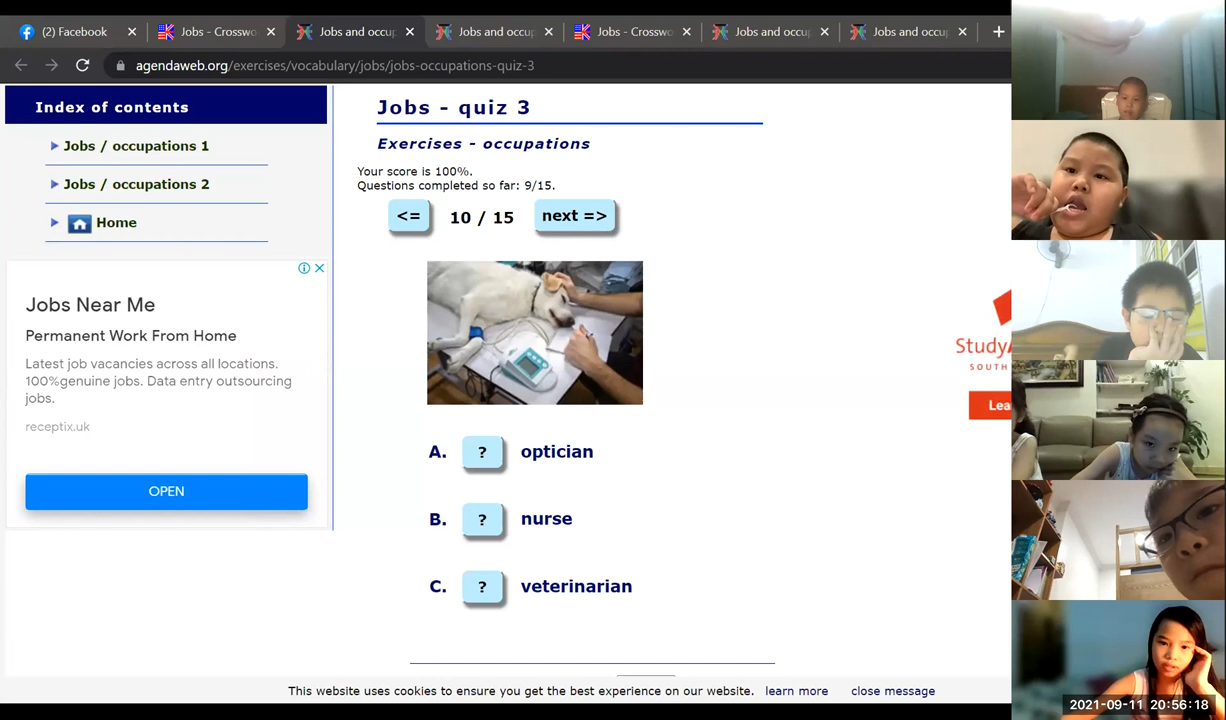 (2) Facebook
Jobs - Crosswo
Jobs and occup
Jobs and occup
Jobs - Crosswo
Jobs and occup
Jobs and occup
agendaweb.org/exercises/vocabulary/jobs/jobs-occupations-quiz-3
Index of contents
Jobs / occupations 1
Jobs / occupations 2
Home
Jobs Near Me
Permanent Work From Home
Latest job vacancies across all locations.
100%genuine jobs. Data entry outsourcing
jobs.
receptix.uk
OPEN
Jobs - quiz 3
Exercises - occupations
Your score is 100%.
Questions completed so far: 9/15.
<= 10 / 15 next =>
A. ? optician
B. ? nurse
C. ? veterinarian
Study
SOUTH
Lea
This website uses cookies to ensure you get the best experience on our website. learn more close message
2021-09-11 20:56:18